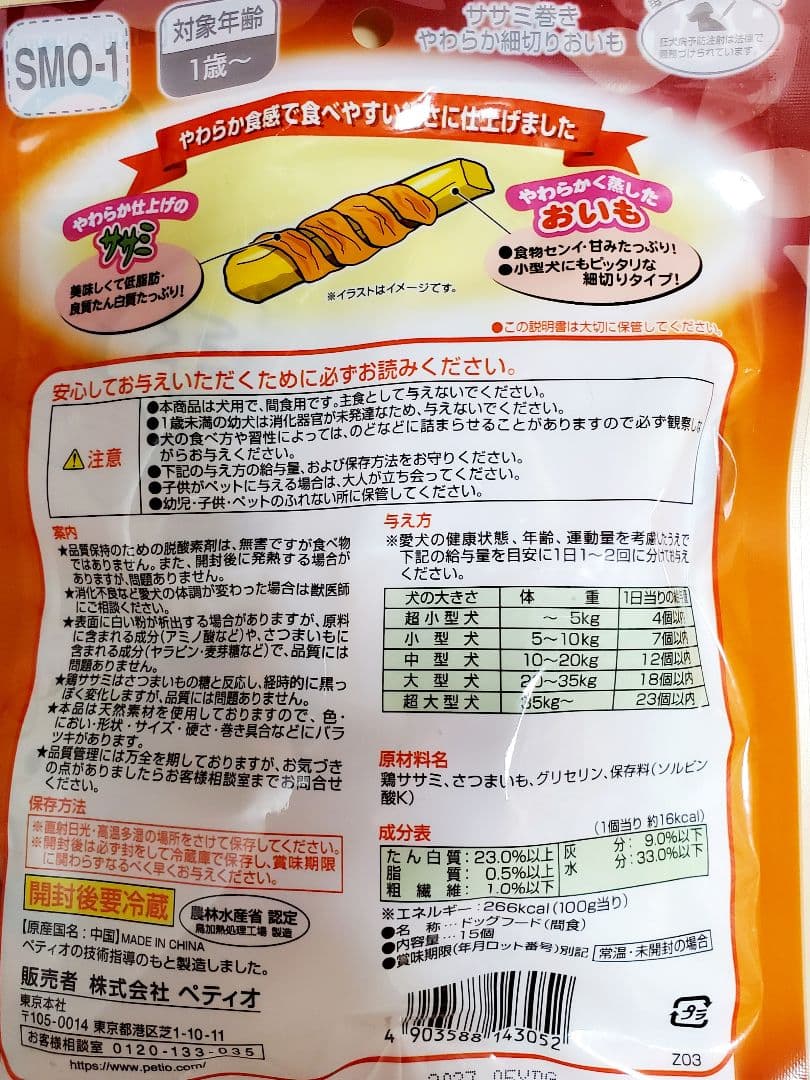 SMO-1
対象年齢
1歳〜
ササミ巻き
やわらか細切りおいも
狂犬病予防注射は法律で
義務づけられています。
やわらか食感で食べやすい さに仕上げました
やわらか仕上げの
ササミ
美味しくて低脂肪・
良質たん白質たっぷり!
やわらかく蒸した
おいも
●食物センイ・甘みたっぷり!
●小型犬にもピッタリな
細切りタイプ!
※イラストはイメージです。
●この説明書は大切に保管してください。
安心してお与えいただくために必ずお読みください。
注意
●本商品は犬用で、間食用です。主食として与えないでください。
●1歳未満の幼犬は消化器官が未発達なため、与えないでください。
●犬の食べ方や習性によっては、のどなどに詰まらせることがありますので必ず観察しな
がらお与えください。
●下記の与え方の給与量、および保存方法をお守りください。
●子供がペットに与える場合は、大人が立ち会ってください。
●幼児・子供・ペットのふれない所に保管してください。
案内
★品質保持のための脱酸素剤は、無害ですが食べ物
ではありません。また、開封後に発熱する場合が
ありますが、問題ありません。
★消化不良など愛犬の体調が変わった場合は獣医師
にご相談ください。
★表面に白い粉が析出する場合がありますが、原料
に含まれる成分(アミノ酸など)や、さつまいもに
含まれる成分(ヤラピン・麦芽糖など)で、品質には
問題ありません。
★鶏ササミはさつまいもの糖と反応し、経時的に黒っ
ぽく変化しますが、品質には問題ありません。
★本品は天然素材を使用しておりますので、色・
におい・形状・サイズ・硬さ・巻き具合などにバラ
ツキがあります。
★品質管理には万全を期しておりますが、お気づき
の点がありましたらお客様相談室までお問合せ
ください。
保存方法
※直射日光・高温多湿の場所をさけて保存してください。
※開封後は必ず封をして冷蔵庫で保存し、賞味期限
に関わらずなるべく早くお与えください。
開封後要冷蔵
農林水産省 認定
鳥加熱処理工場 製造
【原産国名:中国】MADE IN CHINA
ペティオの技術指導のもと製造しました。
販売者 株式会社 ペティオ
東京本社
〒105-0014 東京都港区芝1-10-11
お客様相談室 0120-133-035
https://www.petio.com/
与え方
※愛犬の健康状態、年齢、運動量を考慮したうえで
下記の給与量を目安に1日1〜2回に分けてお与え
ください。
犬の大きさ 体 重 1日当りの給与量
超小型犬 〜 5kg 4個以内
小型犬 5〜10kg 7個以内
中型犬 10〜20kg 12個以内
大型犬 20〜35kg 18個以内
超大型犬 35kg〜 23個以内
原材料名
鶏ササミ、さつまいも、グリセリン、保存料(ソルビン
酸K)
成分表 (1個当り 約16kcal)
たん白質:23.0%以上 灰 分: 9.0%以下
脂 質: 0.5%以上 水 分:33.0%以下
粗繊維: 1.0%以下
※エネルギー:266kcal(100g当り)
●名 称…ドッグフード(間食)
●内容量…15個
●賞味期限(年月ロット番号)別記 常温・未開封の場合
4 903588 143052
プラ
Z03